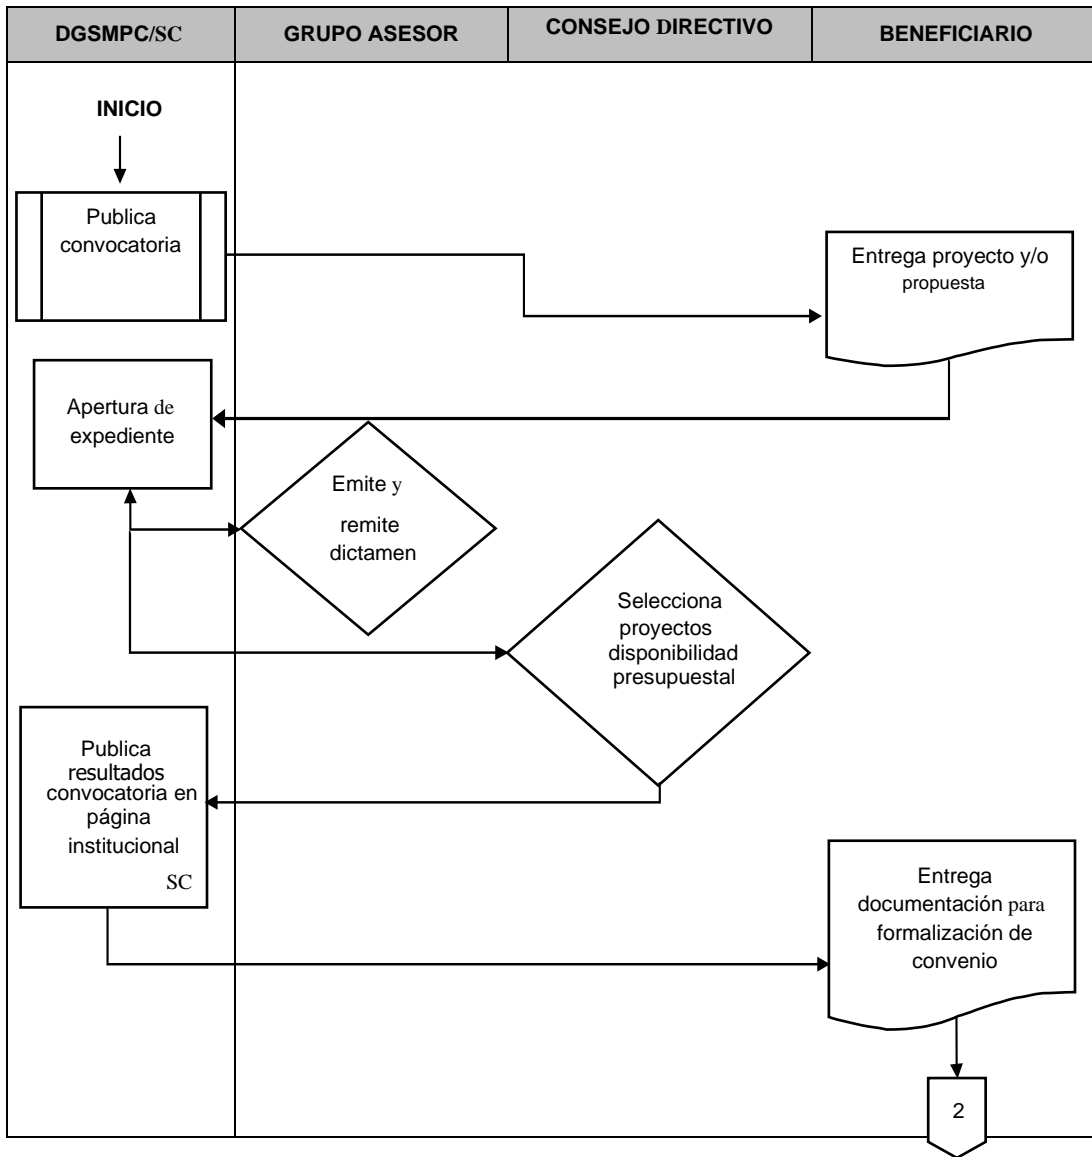 DGSMPC/SC
GRUPO ASESOR
CONSEJO DIRECTIVO
BENEFICIARIO
INICIO
Publica
convocatoria
Entrega proyecto y/o
propuesta
Apertura de
expediente
Emite y
remite
dictamen
Selecciona
proyectos
disponibilidad
presupuestal
Publica
resultados
convocatoria en
página
institucional
SC
Entrega
documentación para
formalización de
convenio
2